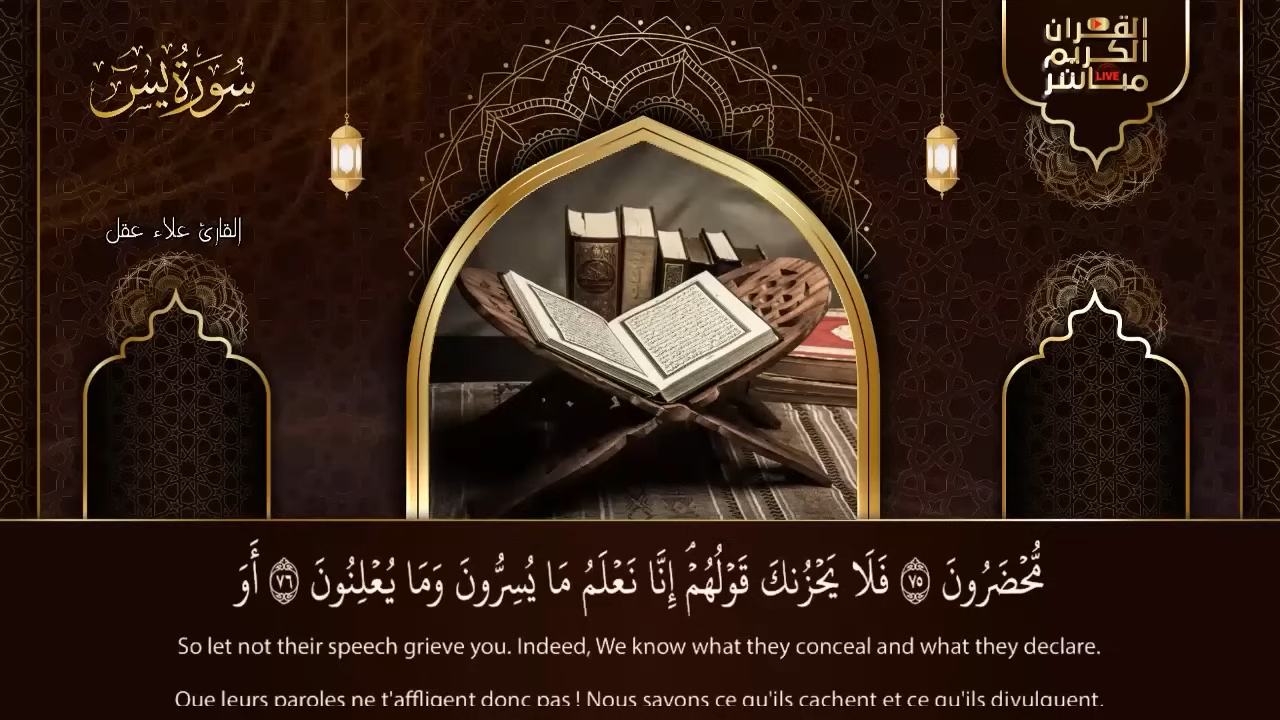 سُورَةُ يسٓ
القران
الكريم
مباشر
LIVE
القارئ علاء عقل
مُّحْضَرُونَ ٧٥ فَلَا يَحْزُنكَ قَوْلُهُمْ ۘ إِنَّا نَعْلَمُ مَا يُسِرُّونَ وَمَا يُعْلِنُونَ ٧٦ أَوَ
So let not their speech grieve you. Indeed, We know what they conceal and what they declare.
Que leurs paroles ne t'affligent donc pas ! Nous savons ce qu'ils cachent et ce qu'ils divulguent.